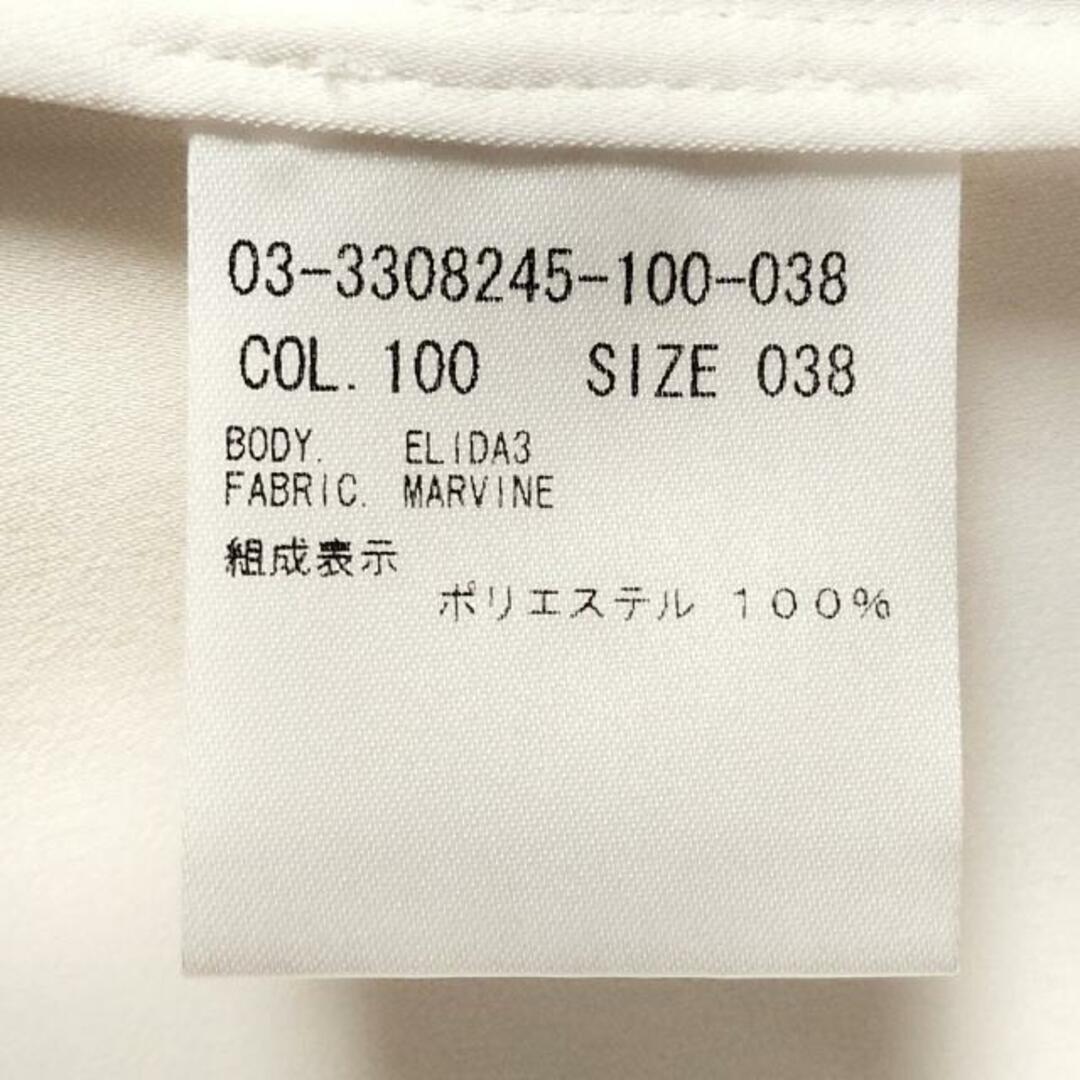 03-3308245-100-038
COL. 100 SIZE 038
BODY. ELIDA3
FABRIC. MARVINE
組成表示
ポリエステル １００％